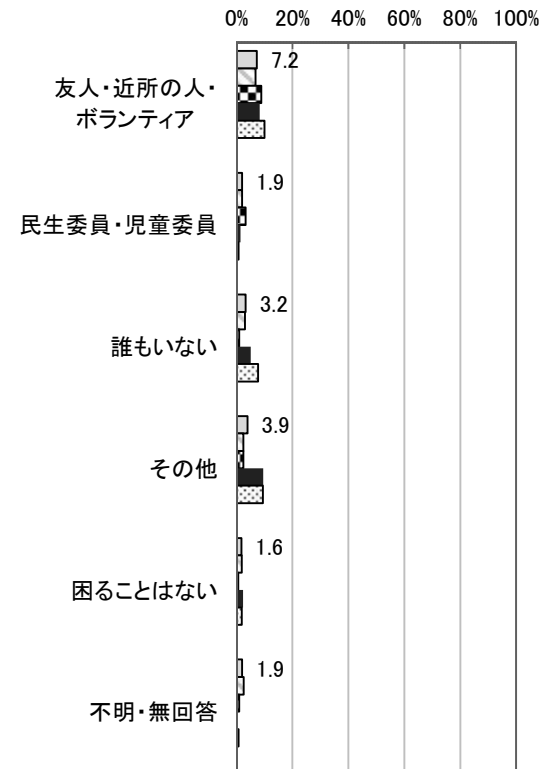 0% 20% 40% 60% 80% 100%
7.2
友人・近所の人・
ボランティア
1.9
民生委員・児童委員
3.2
誰もいない
3.9
その他
1.6
困ることはない
1.9
不明・無回答